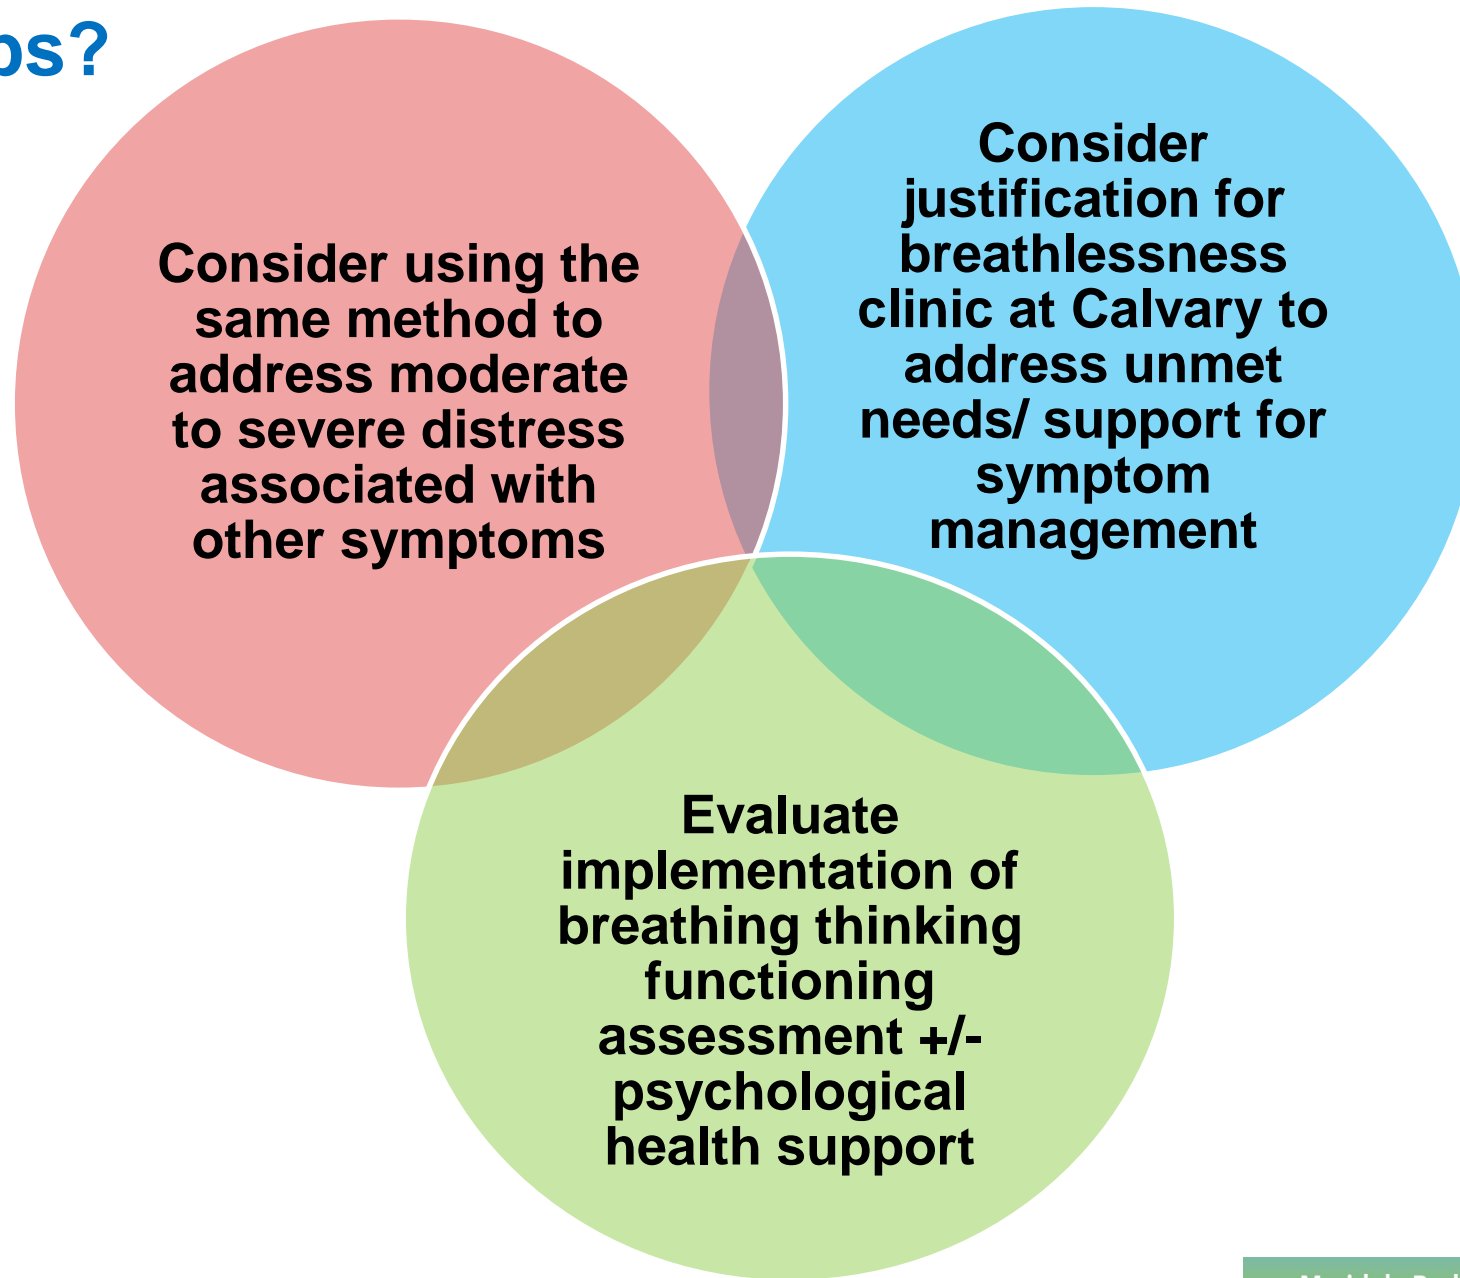 ps?
Consider using the
same method to
address moderate
to severe distress
associated with
other symptoms
Consider
justification for
breathlessness
clinic at Calvary to
address unmet
needs/ support for
symptom
management
Evaluate
implementation of
breathing thinking
functioning
assessment +/-
psychological
health support